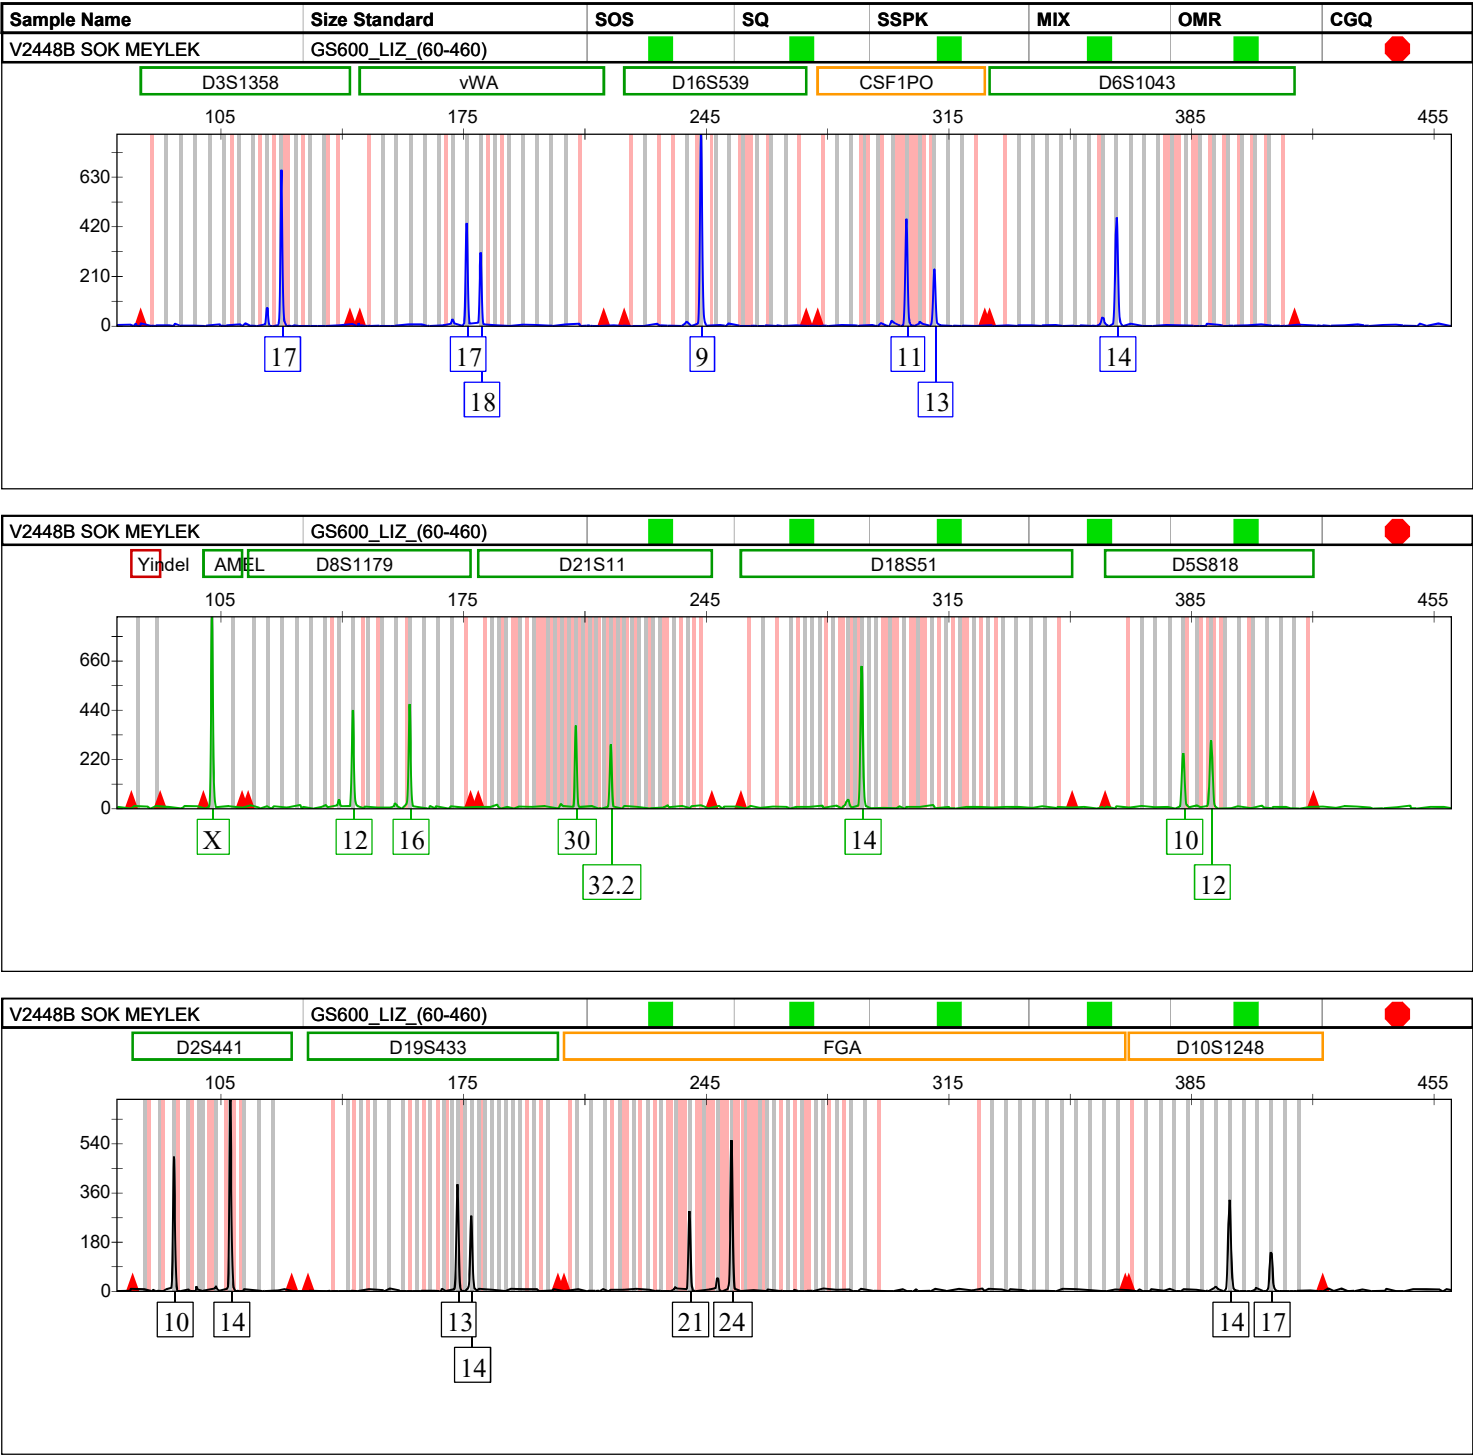 Sample Name Size Standard SOS SQ SSPK MIX OMR CGQ
V2448B SOK MEYLEK GS600_LIZ_(60-460)
D3S1358 vWA D16S539 CSF1PO D6S1043
105 175 245 315 385 455
630
420
210
0
17 17 9 11 14
18 13
V2448B SOK MEYLEK GS600_LIZ_(60-460)
Yindel AMEL D8S1179 D21S11 D18S51 D5S818
105 175 245 315 385 455
660
440
220
0
X 12 16 30 14 10
32.2 12
V2448B SOK MEYLEK GS600_LIZ_(60-460)
D2S441 D19S433 FGA D10S1248
105 175 245 315 385 455
540
360
180
0
10 14 13 21 24 14 17
14